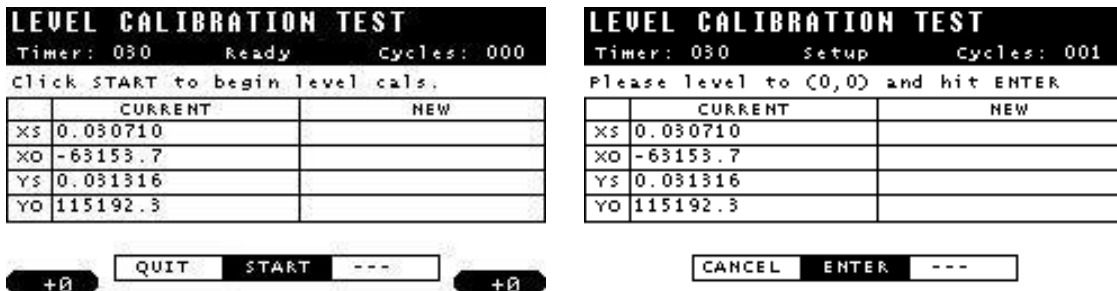 LEVEL CALIBRATION TEST
Timer: 030 Ready Cycles: 000
Click START to begin level cals.
CURRENT NEW
XS 0.030710
XO -63153.7
YS 0.031316
YO 115192.3
+0 QUIT START --- +0
LEVEL CALIBRATION TEST
Timer: 030 Setup Cycles: 001
Please level to (0,0) and hit ENTER
CURRENT NEW
XS 0.030710
XO -63153.7
YS 0.031316
YO 115192.3
CANCEL ENTER ---